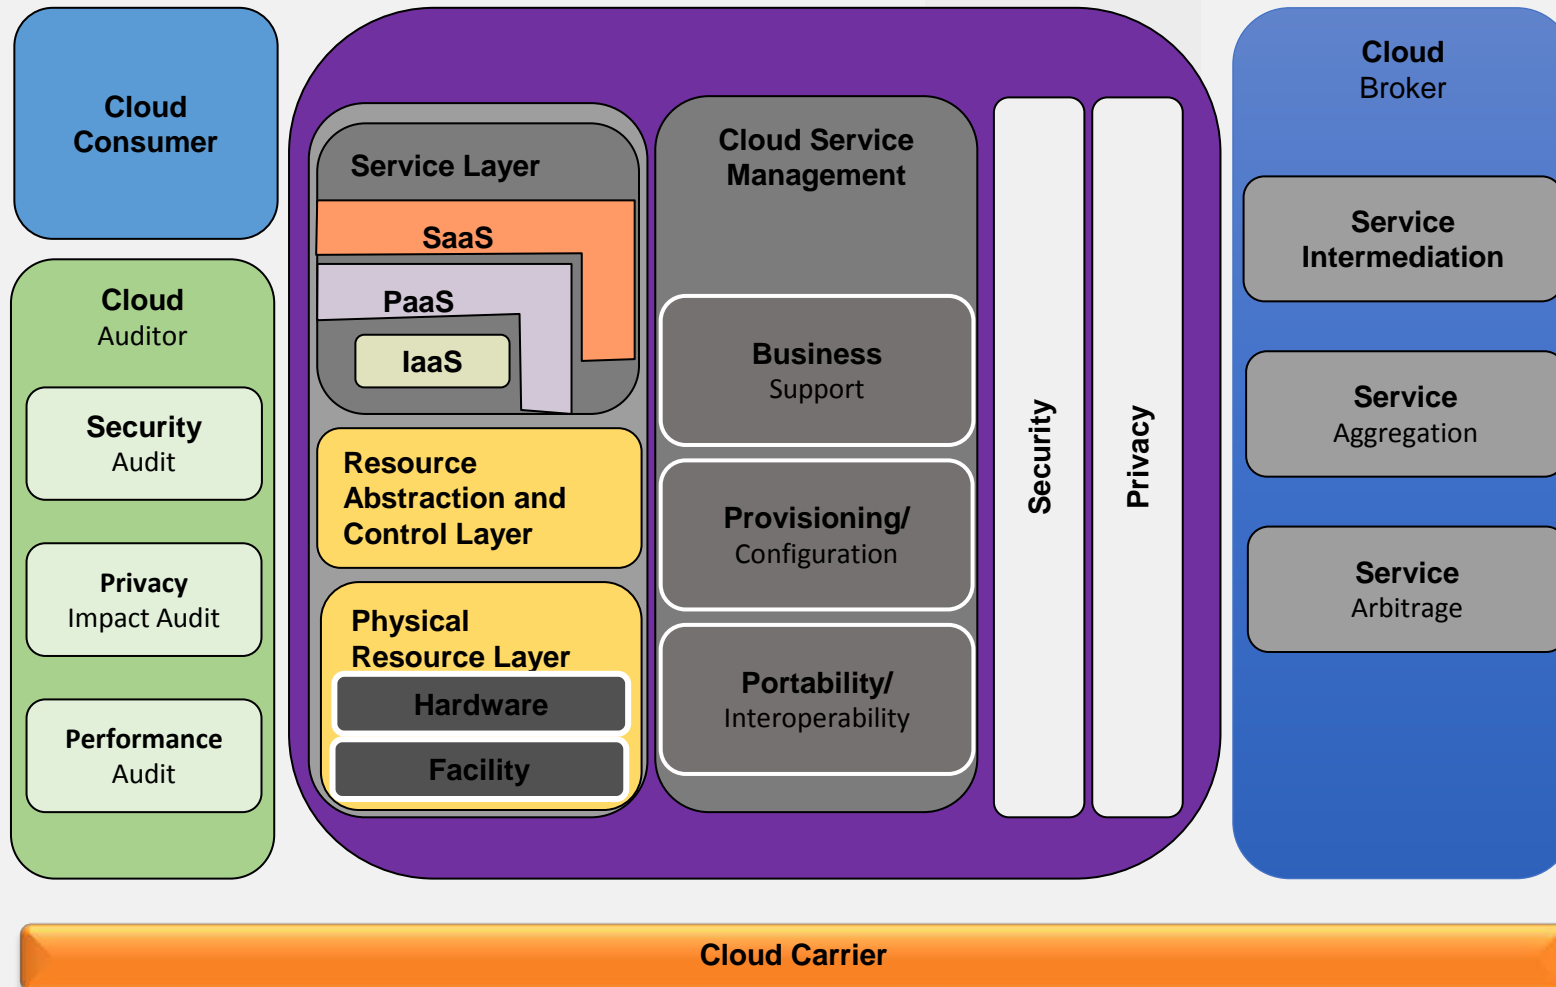 Cloud
Consumer
Cloud
Auditor
Security
Audit
Privacy
Impact Audit
Performance
Audit
Service Layer
SaaS
PaaS
IaaS
Resource
Abstraction and
Control Layer
Physical
Resource Layer
Hardware
Facility
Cloud Service
Management
Business
Support
Provisioning/
Configuration
Portability/
Interoperability
Security
Privacy
Cloud
Broker
Service
Intermediation
Service
Aggregation
Service
Arbitrage
Cloud Carrier